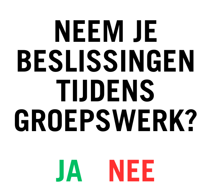 NEEM JE
BESLISSINGEN
TIJDENS
GROEPSWERK?
JA NEE